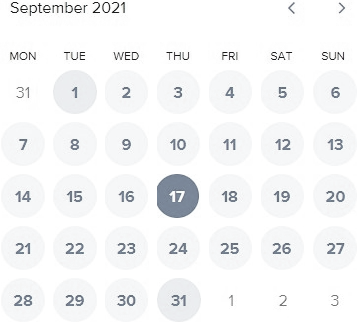 September 2021
MON TUE WED THU FRI SAT SUN
31 1 2 3 4 5 6
7 8 9 10 11 12 13
14 15 16 17 18 19 20
21 22 23 24 25 26 27
28 29 30 31 1 2 3